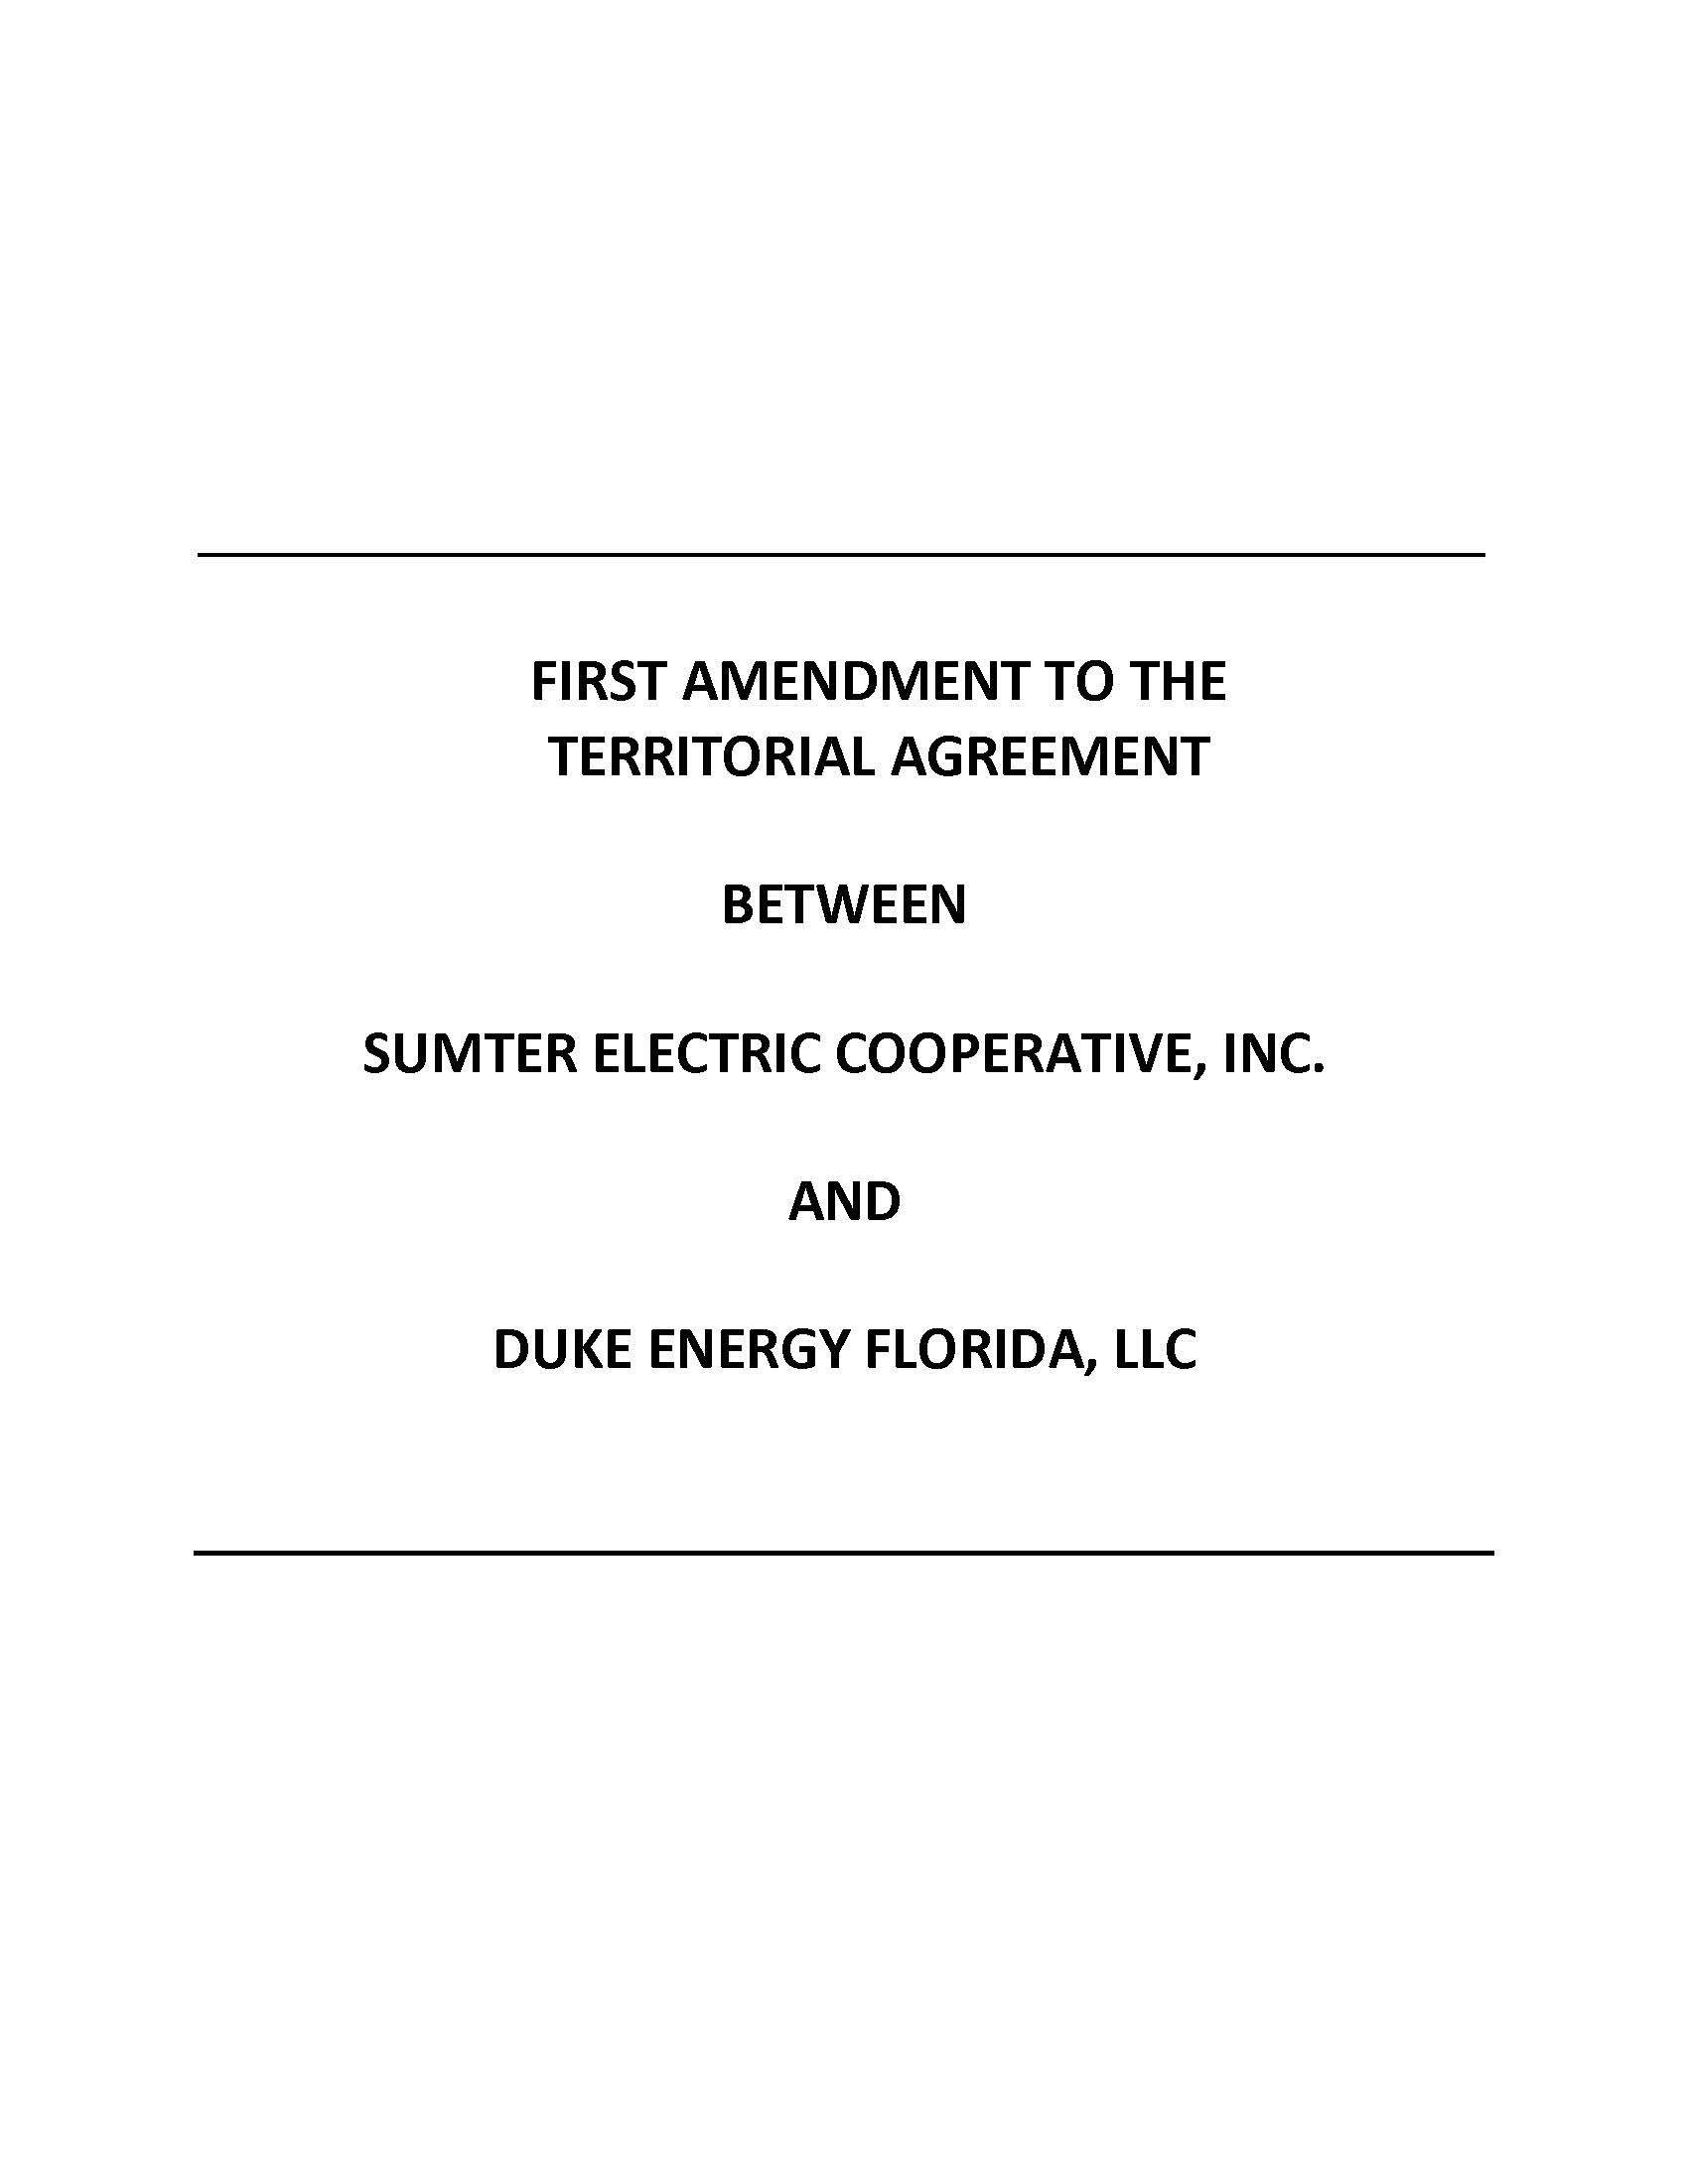 FIRST AMENDMENT TO THE
TERRITORIAL AGREEMENT
BETWEEN
SUMTER ELECTRIC COOPERATIVE, INC.
AND
DUKE ENERGY FLORIDA, LLC